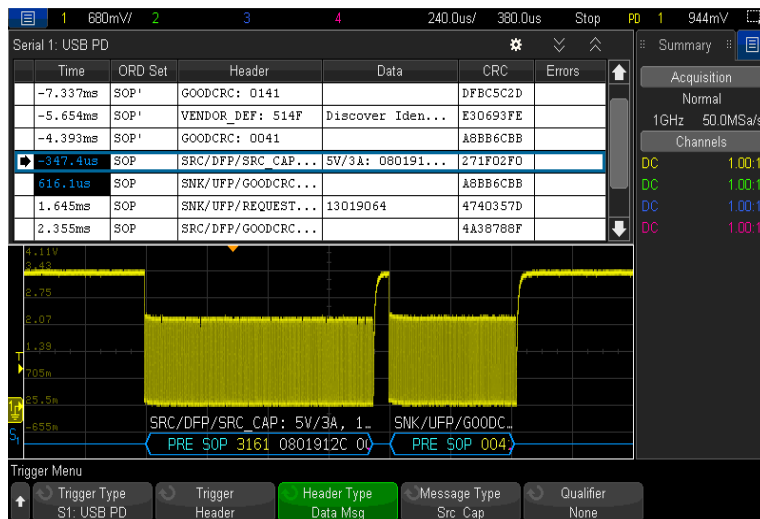 1 680mV/ 2 3 4 240.0us/ 380.0us Stop PD 1 944mV
Serial 1: USB PD
Time ORD Set Header Data CRC Errors
-7.337ms SOP' GOODCRC: 0141 DFBC5C2D
-5.654ms SOP' VENDOR_DEF: 514F Discover Iden... E30693FE
-4.393ms SOP' GOODCRC: 0041 A8BB6CBB
-347.4us SOP SRC/DFP/SRC_CAP... 5V/3A: 080191... 271F02F0
616.1us SOP SNK/UFP/GOODCRC... A8BB6CBB
1.645ms SOP SNK/UFP/REQUEST... 13019064 4740357D
2.355ms SOP SRC/DFP/GOODCRC... 4A38788F
Summary
Acquisition
Normal
1GHz 50.0MSa/s
Channels
DC 1.00:1
DC 1.00:1
DC 1.00:1
DC 1.00:1
4.11V
3.43
2.75
2.07
1.39
T
705m
25.5m
1
-655m
S1
SRC/DFP/SRC_CAP: 5V/3A, 1... SNK/UFP/GOODC...
PRE SOP 3161 0801912C 00 PRE SOP 004
Trigger Menu
Trigger Type
S1: USB PD
Trigger
Header
Header Type
Data Msg
Message Type
Src_Cap
Qualifier
None